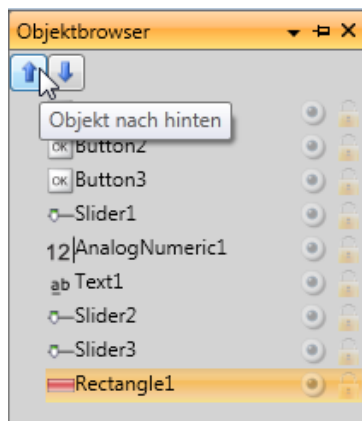 Objektbrowser
Objekt nach hinten
OK Button2
OK Button3
Slider1
12 AnalogNumeric1
ab Text1
Slider2
Slider3
Rectangle1